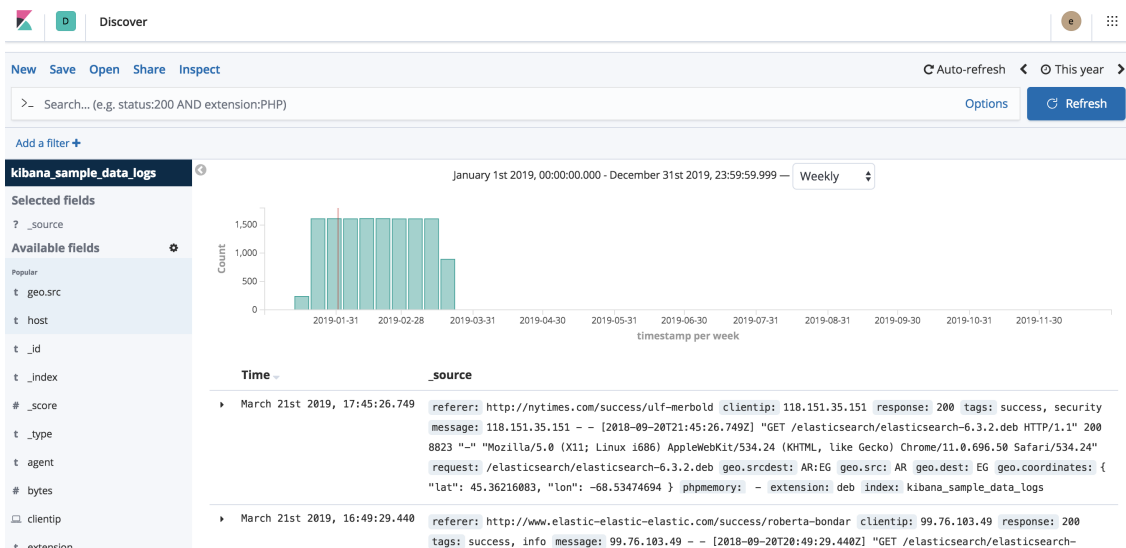 D Discover e
New Save Open Share Inspect Auto-refresh This year
>_ Search... (e.g. status:200 AND extension:PHP) Options Refresh
Add a filter +
kibana_sample_data_logs
Selected fields
? _source
Available fields
Popular
t geo.src
t host
t _id
t _index
# _score
t _type
t agent
# bytes
clientip
t extension
January 1st 2019, 00:00:00.000 - December 31st 2019, 23:59:59.999 — Weekly
Count
1,500
1,000
500
0
2019-01-31 2019-02-28 2019-03-31 2019-04-30 2019-05-31 2019-06-30 2019-07-31 2019-08-31 2019-09-30 2019-10-31 2019-11-30
timestamp per week
Time _source
March 21st 2019, 17:45:26.749 referer: http://nytimes.com/success/ulf-merbold clientip: 118.151.35.151 response: 200 tags: success, security
message: 118.151.35.151 - - [2018-09-20T21:45:26.749Z] "GET /elasticsearch/elasticsearch-6.3.2.deb HTTP/1.1" 200
8823 "-" "Mozilla/5.0 (X11; Linux i686) AppleWebKit/534.24 (KHTML, like Gecko) Chrome/11.0.696.50 Safari/534.24"
request: /elasticsearch/elasticsearch-6.3.2.deb geo.srcdest: AR:EG geo.src: AR geo.dest: EG geo.coordinates: {
"lat": 45.36216083, "lon": -68.53474694 } phpmemory: - extension: deb index: kibana_sample_data_logs
March 21st 2019, 16:49:29.440 referer: http://www.elastic-elastic-elastic.com/success/roberta-bondar clientip: 99.76.103.49 response: 200
tags: success, info message: 99.76.103.49 - - [2018-09-20T20:49:29.440Z] "GET /elasticsearch/elasticsearch-